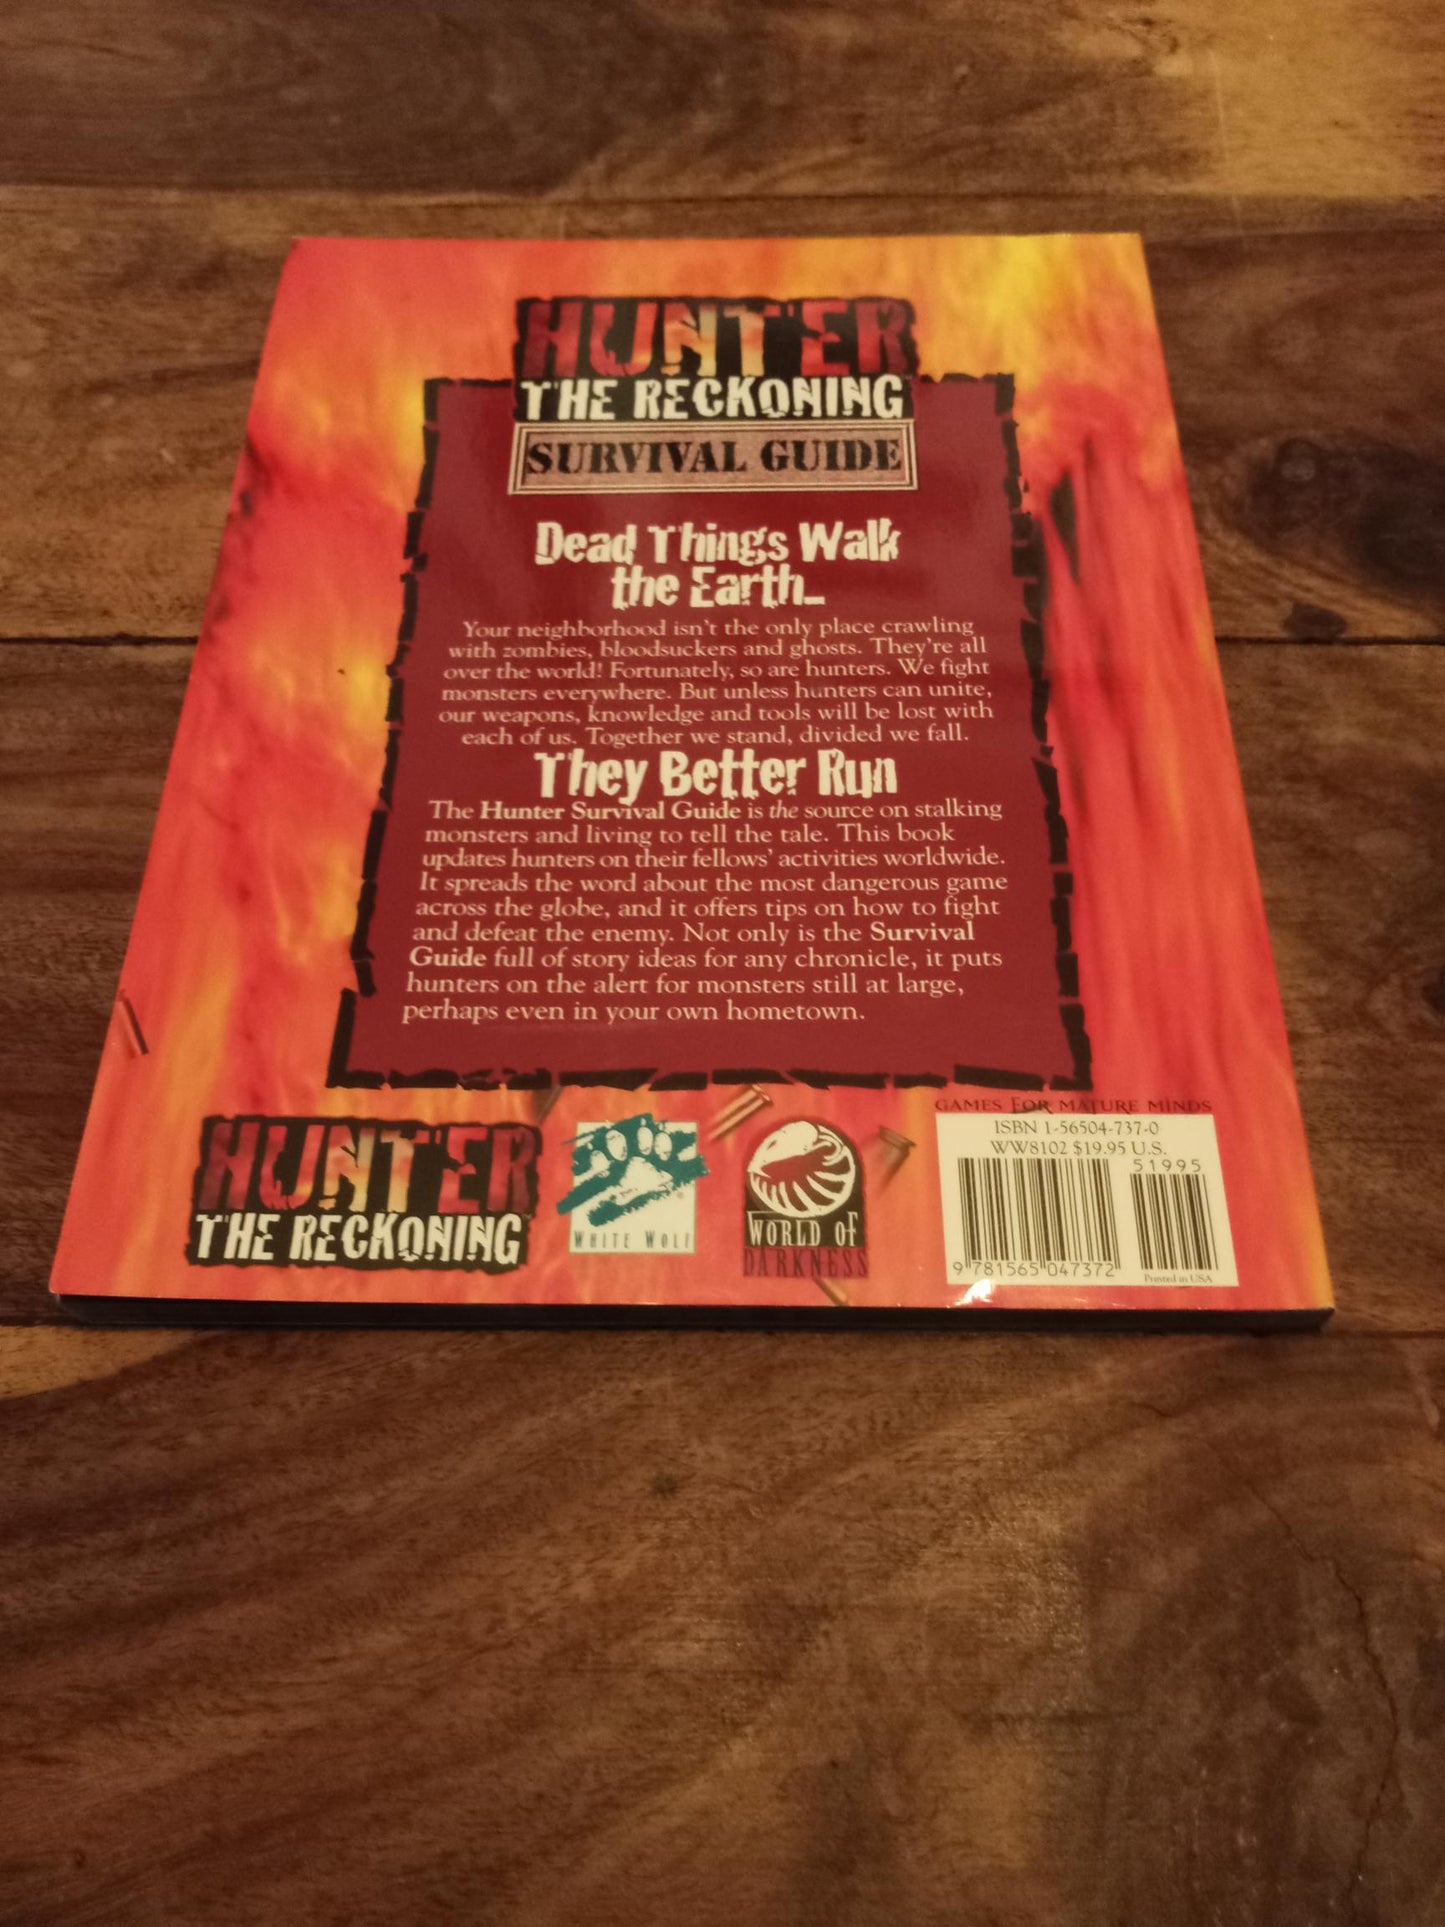 HUNTER
THE RECKONING
SURVIVAL GUIDE
Dead Things Walk
the Earth...
Your neighborhood isn't the only place crawling
with zombies, bloodsuckers and ghosts. They're all
over the world! Fortunately, so are hunters. We fight
monsters everywhere. But unless hunters can unite,
our weapons, knowledge and tools will be lost with
each of us. Together we stand, divided we fall.
They Better Run
The Hunter Survival Guide is the source on stalking
monsters and living to tell the tale. This book
updates hunters on their fellows' activities worldwide.
It spreads the word about the most dangerous game
across the globe, and it offers tips on how to fight
and defeat the enemy. Not only is the Survival
Guide full of story ideas for any chronicle, it puts
hunters on the alert for monsters still at large,
perhaps even in your own hometown.
HUNTER
THE RECKONING™
WHITE WOLF
®
WORLD OF
DARKNESS
GAMES FOR MATURE MINDS
ISBN 1-56504-737-0
WW8102 $19.95 U.S.
51995
9 781565 047372
Printed in USA